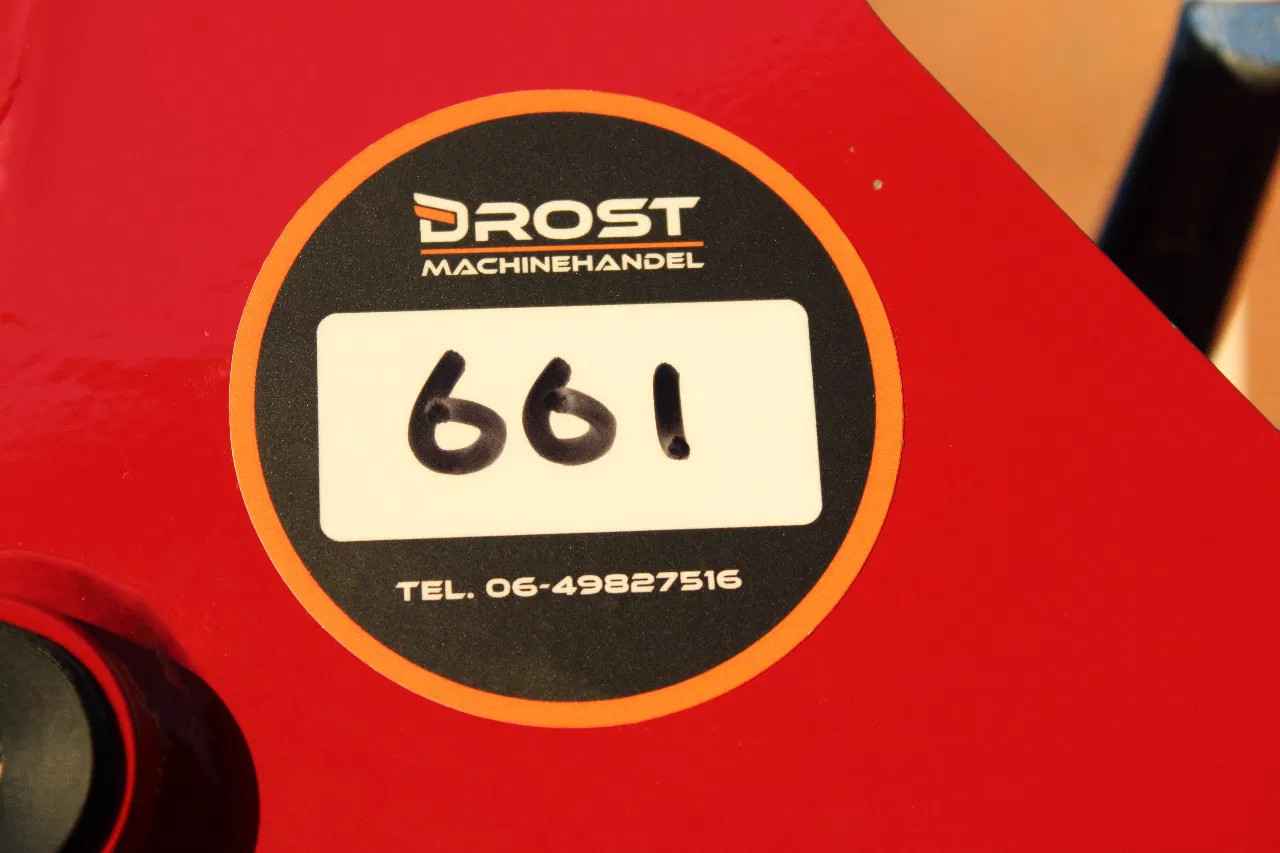 DROST
MACHINEHANDEL
661
TEL. 06-49827516